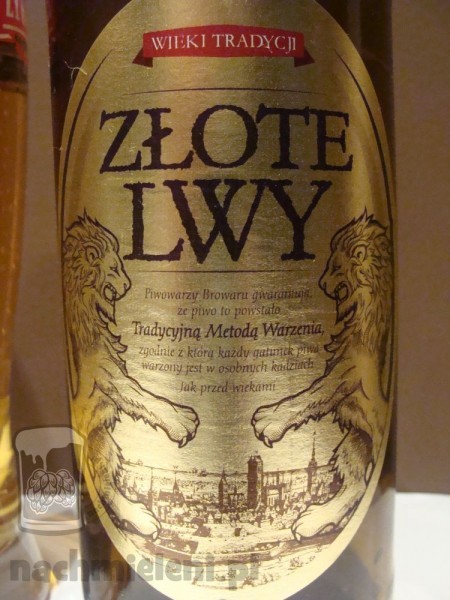 WIEKI TRADYCJI
ZŁOTE
LWY
Piwowarzy Browaru gwarantują,
że piwo to powstało
Tradycyjną Metodą Warzenia,
zgodnie z którą każdy gatunek piwa
warzony jest w osobnych kadziach
Jak przed wiekami
nachmieleni.pl